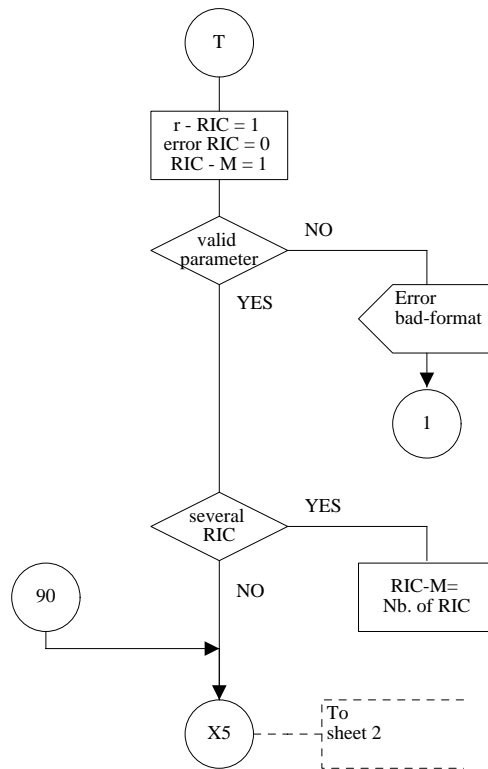 T
r - RIC = 1
error RIC = 0
RIC - M = 1
valid
parameter
NO
YES
Error
bad-format
1
several
RIC
YES
NO
RIC-M=
Nb. of RIC
90
X5
To
sheet 2